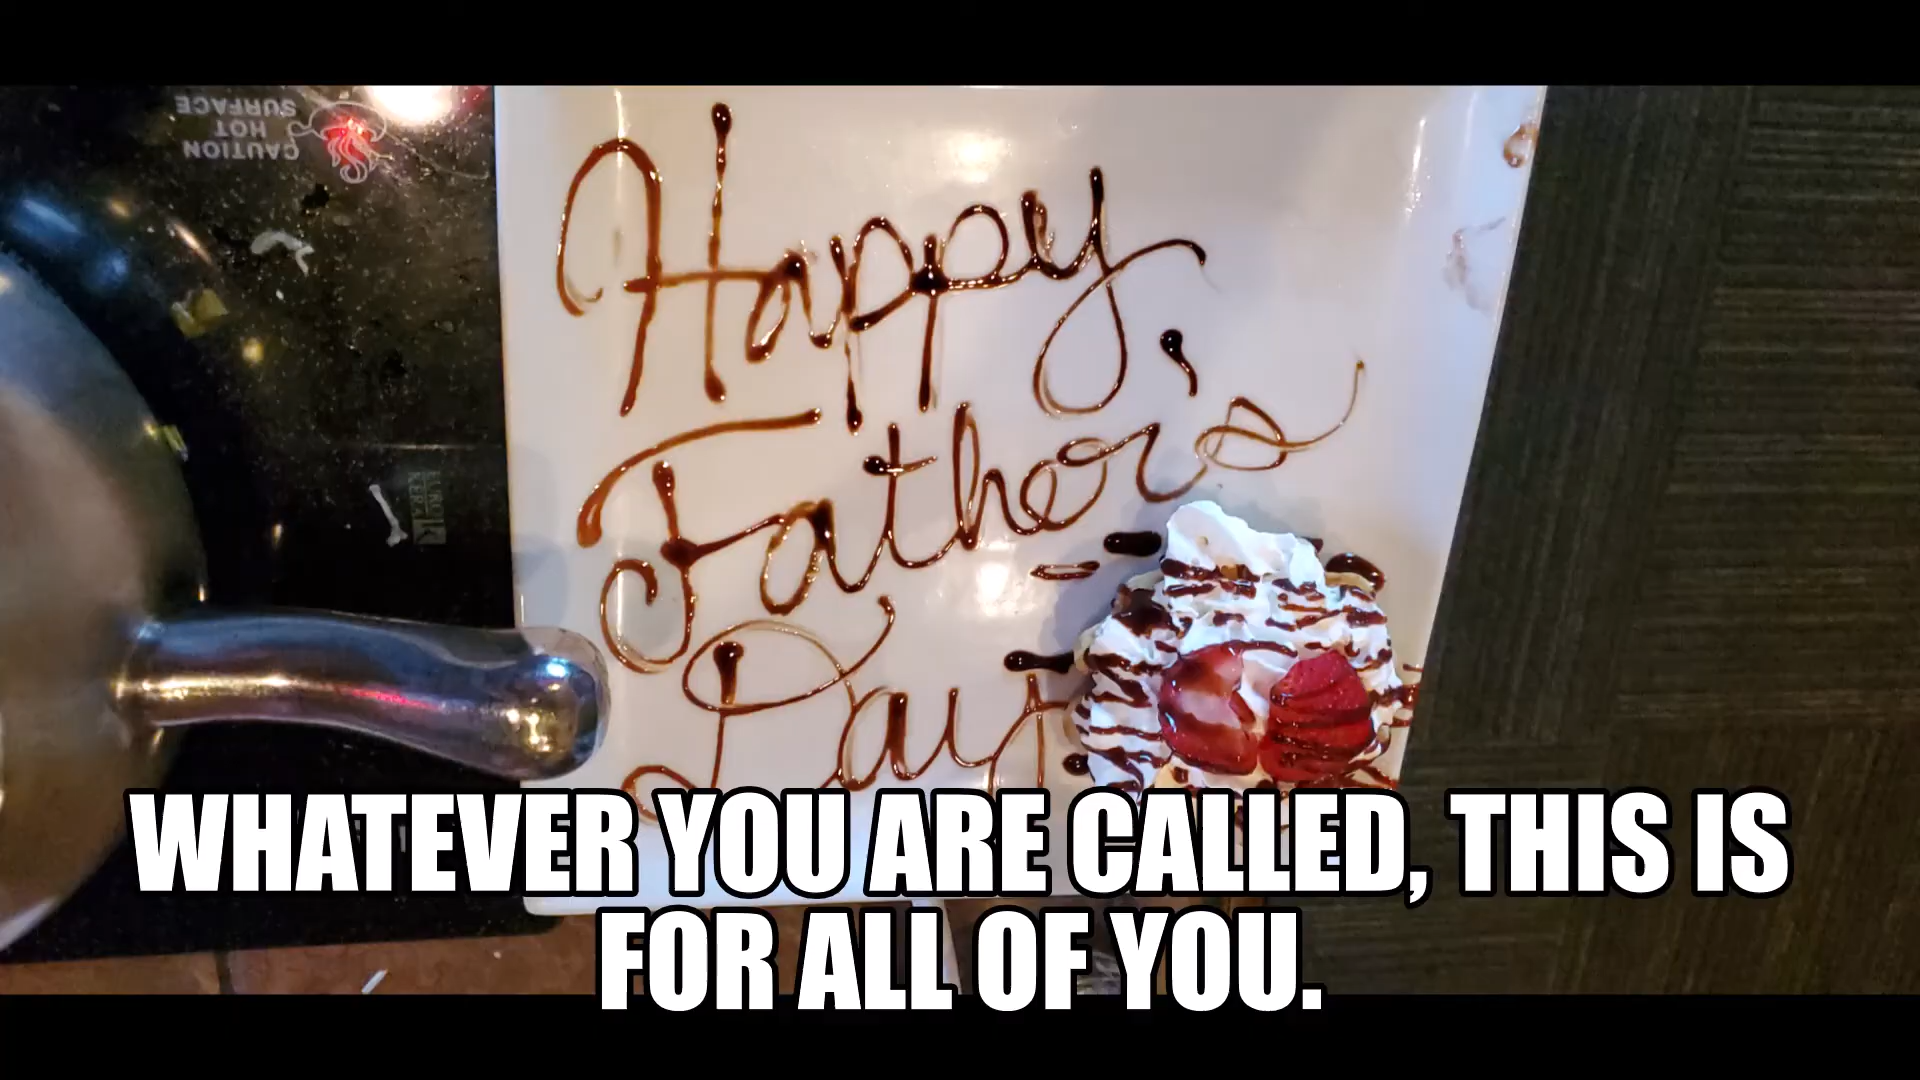 CAUTION
HOT
SURFACE
Happy
Father's
Day
WHATEVER YOU ARE CALLED, THIS IS
FOR ALL OF YOU.